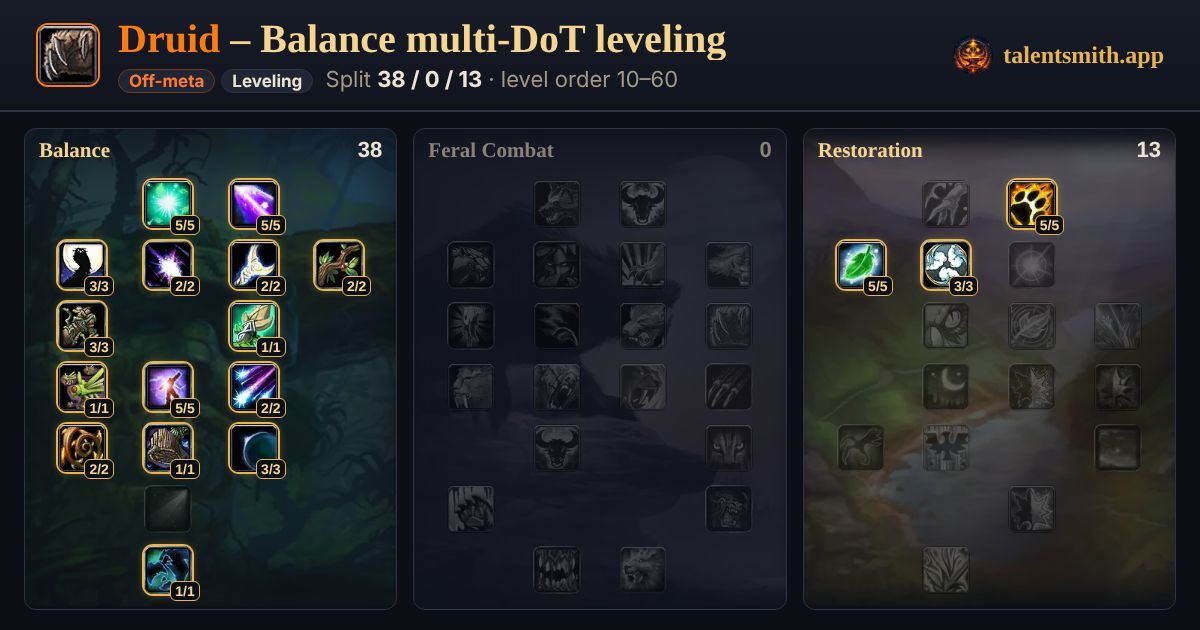 Druid – Balance multi-DoT leveling
talentsmith.app
Off-meta Leveling Split 38 / 0 / 13 · level order 10–60
Balance 38
5/5 5/5
3/3 2/2 2/2 2/2
3/3 1/1
1/1 5/5 2/2
2/2 1/1 3/3
1/1
Feral Combat 0
Restoration 13
5/5
5/5 3/3